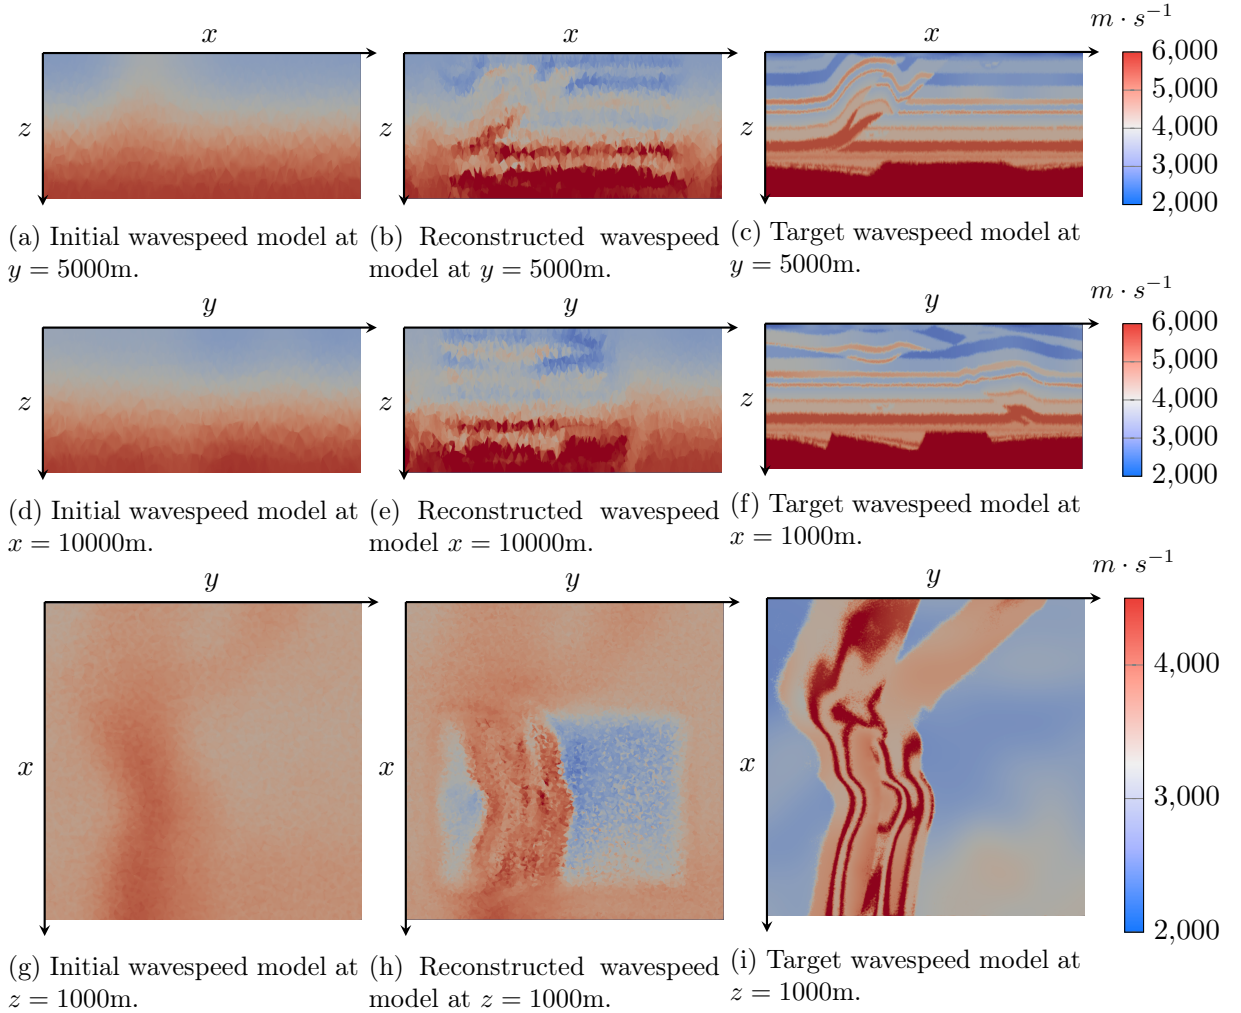 x
x
x
m · s⁻¹
z
z
z
6,000
5,000
4,000
3,000
2,000
(a) Initial wavespeed model at
y = 5000m.
(b) Reconstructed wavespeed
model at y = 5000m.
(c) Target wavespeed model at
y = 5000m.
y
y
y
m · s⁻¹
z
z
z
6,000
5,000
4,000
3,000
2,000
(d) Initial wavespeed model at
x = 10000m.
(e) Reconstructed wavespeed
model x = 10000m.
(f) Target wavespeed model at
x = 1000m.
y
y
y
m · s⁻¹
x
x
x
4,000
3,000
2,000
(g) Initial wavespeed model at
z = 1000m.
(h) Reconstructed wavespeed
model at z = 1000m.
(i) Target wavespeed model at
z = 1000m.